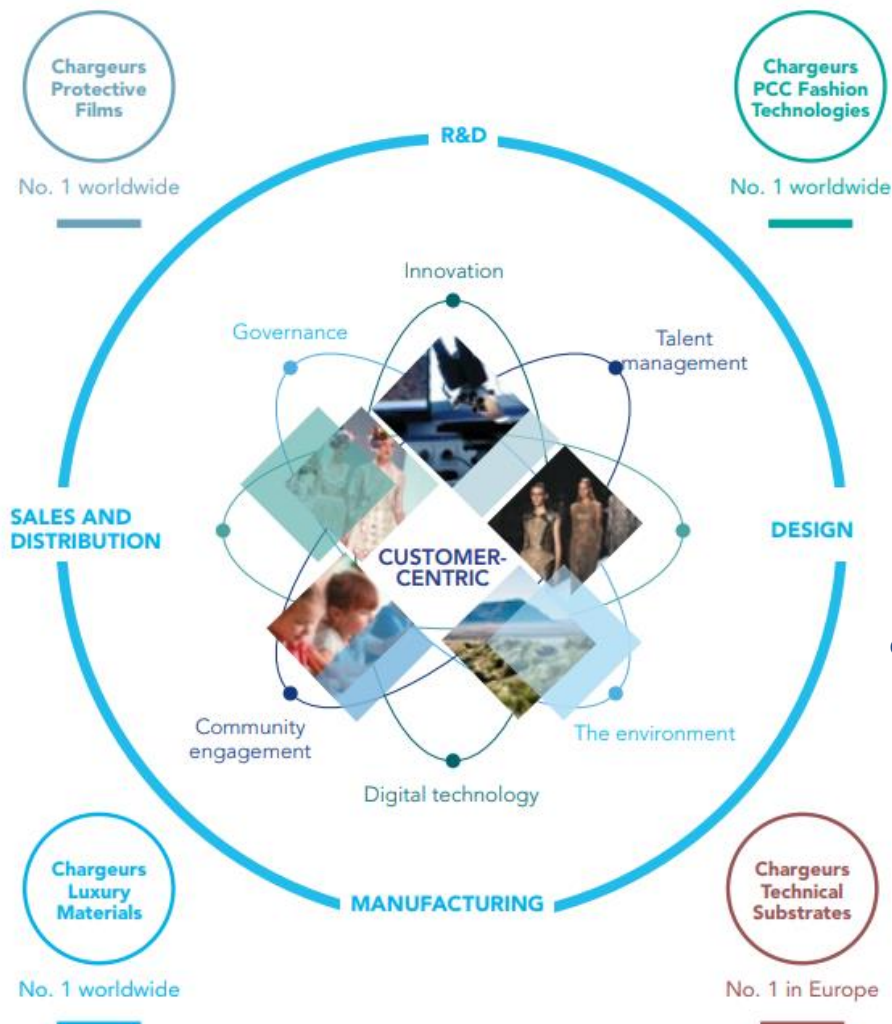 Chargeurs
Protective
Films
No. 1 worldwide
Chargeurs
PCC Fashion
Technologies
No. 1 worldwide
R&D
Innovation
Governance
Talent
management
SALES AND
DISTRIBUTION
CUSTOMER-
CENTRIC
DESIGN
Community
engagement
The environment
Digital technology
MANUFACTURING
Chargeurs
Luxury
Materials
No. 1 worldwide
Chargeurs
Technical
Substrates
No. 1 in Europe